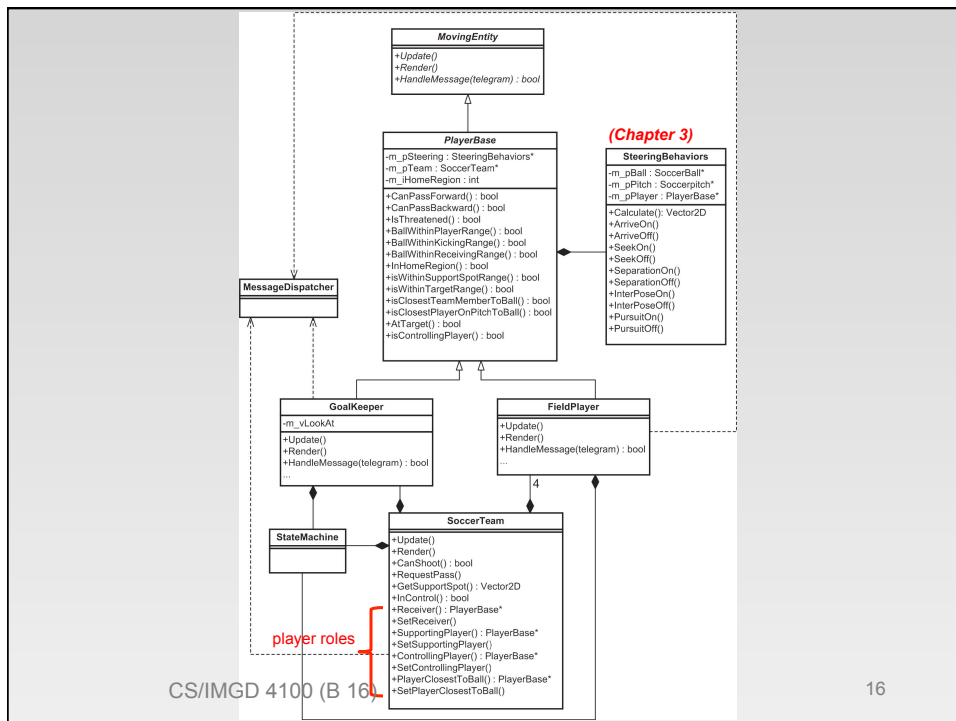 MovingEntity
+Update()
+Render()
+HandleMessage(telegram) : bool
(Chapter 3)
PlayerBase
-m_pSteering : SteeringBehaviors*
-m_pTeam : SoccerTeam*
-m_iHomeRegion : int
+CanPassForward() : bool
+CanPassBackward() : bool
+IsThreatened() : bool
+BallWithinPlayerRange() : bool
+BallWithinKickingRange() : bool
+BallWithinReceivingRange() : bool
+InHomeRegion() : bool
+isWithinSupportSpotRange() : bool
+isWithinTargetRange() : bool
+isClosestTeamMemberToBall() : bool
+isClosestPlayerOnPitchToBall() : bool
+AtTarget() : bool
+isControllingPlayer() : bool
SteeringBehaviors
-m_pBall : SoccerBall*
-m_pPitch : Soccerpitch*
-m_pPlayer : PlayerBase*
+Calculate(): Vector2D
+ArriveOn()
+ArriveOff()
+SeekOn()
+SeekOff()
+SeparationOn()
+SeparationOff()
+InterPoseOn()
+InterPoseOff()
+PursuitOn()
+PursuitOff()
MessageDispatcher
GoalKeeper
-m_vLookAt
+Update()
+Render()
+HandleMessage(telegram) : bool
...
FieldPlayer
+Update()
+Render()
+HandleMessage(telegram) : bool
...
4
StateMachine
SoccerTeam
+Update()
+Render()
+CanShoot() : bool
+RequestPass()
+GetSupportSpot() : Vector2D
+InControl() : bool
+Receiver() : PlayerBase*
+SetReceiver()
+SupportingPlayer() : PlayerBase*
+SetSupportingPlayer()
+ControllingPlayer() : PlayerBase*
+SetControllingPlayer()
+PlayerClosestToBall() : PlayerBase*
+SetPlayerClosestToBall()
player roles
CS/IMGD 4100 (B 16)
16